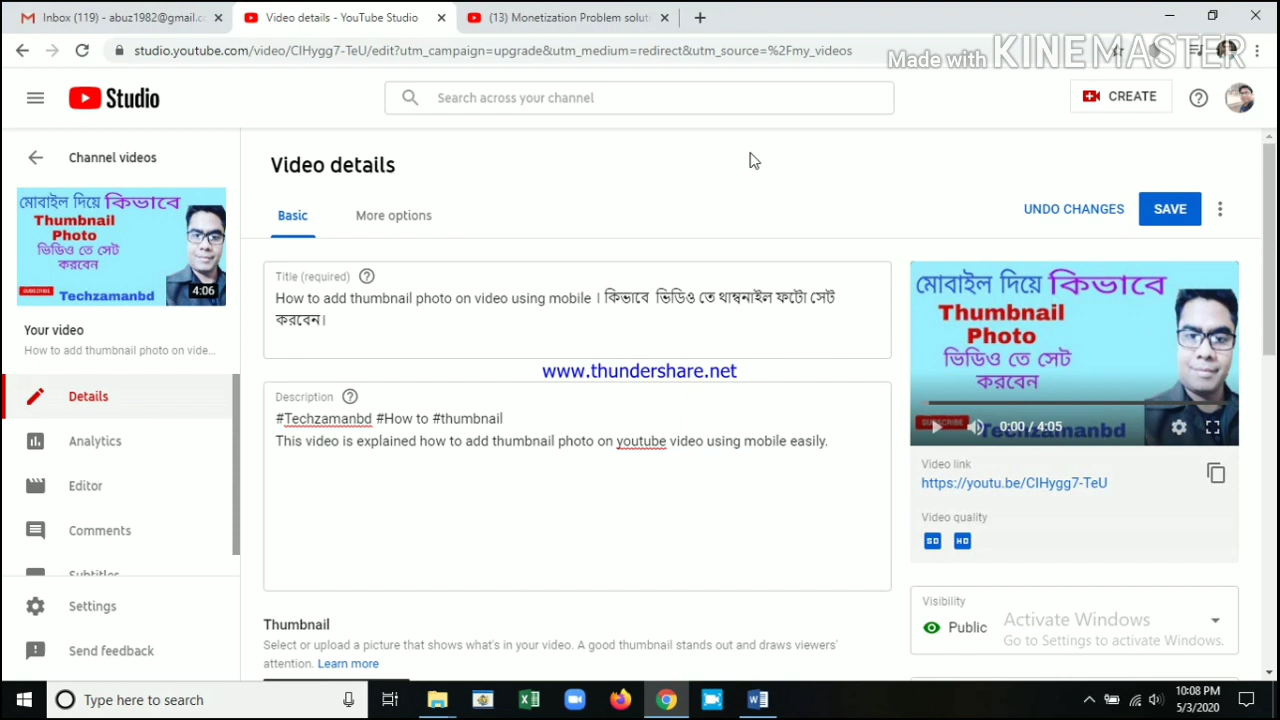 Inbox (119) - abuz1982@gmail.c
Video details - YouTube Studio
(13) Monetization Problem solut
studio.youtube.com/video/CIHygg7-TeU/edit?utm_campaign=upgrade&utm_medium=redirect&utm_source=%2Fmy_videos
Made with KINEMASTER
Studio
Search across your channel
CREATE
Channel videos
Video details
Basic
More options
UNDO CHANGES
SAVE
মোবাইল দিয়ে কিভাবে
Thumbnail
Photo
ভিডিও তে সেট
করবেন
SUBSCRIBE
Techzamanbd
4:06
Your video
How to add thumbnail photo on vide...
Details
Analytics
Editor
Comments
Subtitles
Settings
Send feedback
Title (required)
How to add thumbnail photo on video using mobile । কিভাবে ভিডিও তে থাম্বনাইল ফটো সেট
করবেন।
www.thundershare.net
Description
#Techzamanbd #How to #thumbnail
This video is explained how to add thumbnail photo on youtube video using mobile easily.
Thumbnail
Select or upload a picture that shows what's in your video. A good thumbnail stands out and draws viewers'
attention. Learn more
মোবাইল দিয়ে কিভাবে
Thumbnail
Photo
ভিডিও তে সেট
করবেন
SUBSCRIBE
Techzamanbd
0:00 / 4:05
Video link
https://youtu.be/CIHygg7-TeU
Video quality
SD HD
Visibility
Public
Activate Windows
Go to Settings to activate Windows.
Type here to search
10:08 PM
5/3/2020